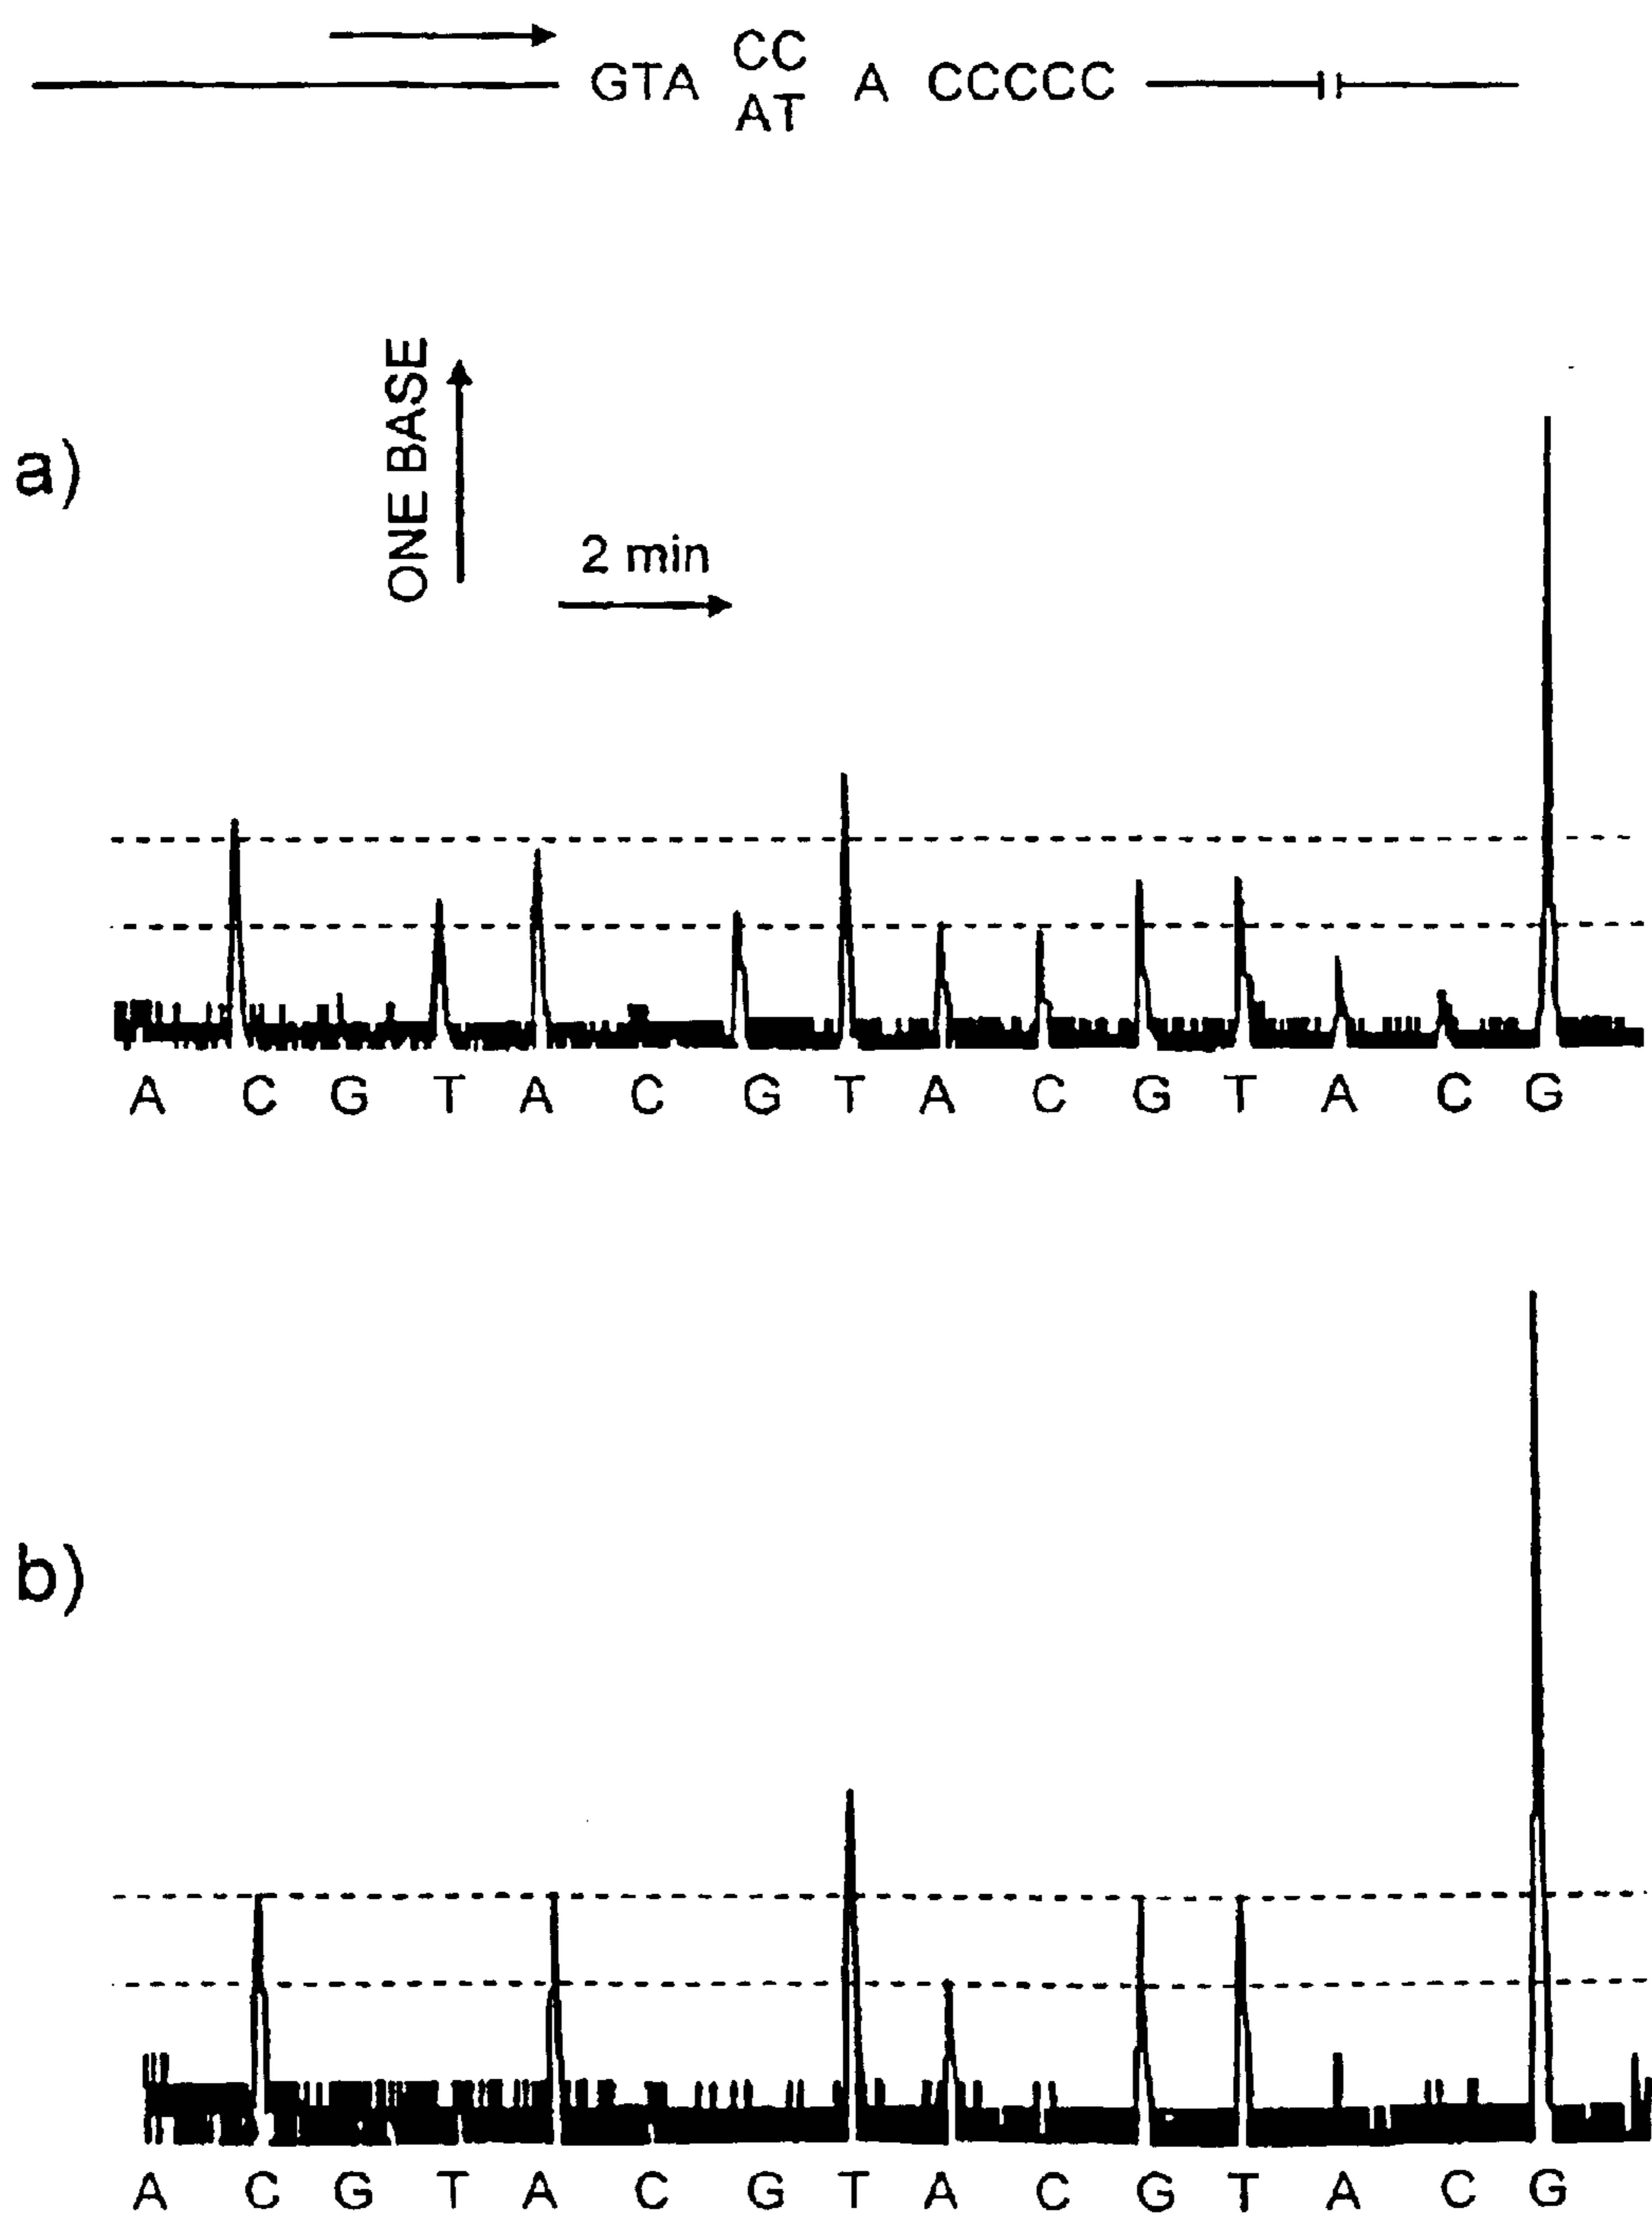 CC
GTA A CCCCC
AT
ONE BASE
a)
2 min
A C G T A C G T A C G T A C G
b)
A C G T A C G T A C G T A C G